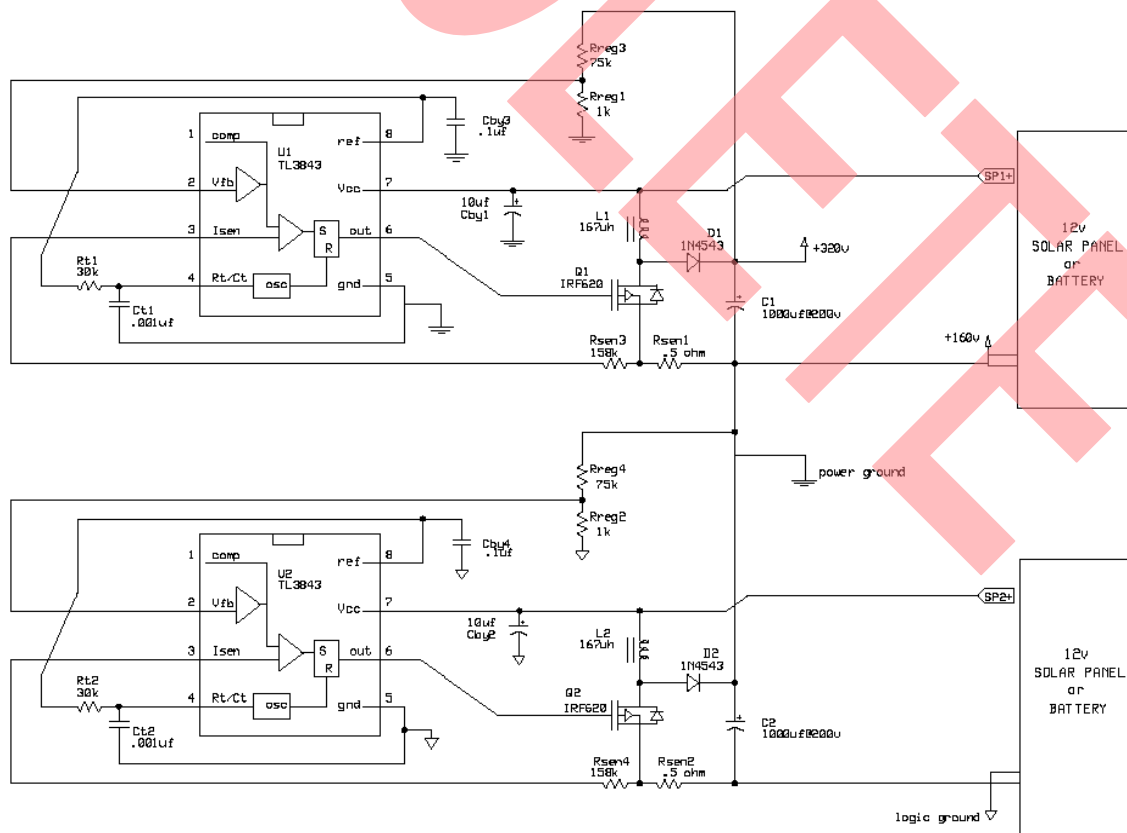 Rreg3
75k
Rreg1
1k
Cby3
.1uf
1 comp
ref 8
U1
TL3843
2 Vfb
Vcc 7
10uf
Cby1
L1
167uh
SP1+
12v
SOLAR PANEL
or
BATTERY
3 Isen
S
R
out 6
D1
1N4543
+320v
Q1
IRF620
Rt1
30k
4 Rt/Ct
osc
gnd 5
Ct1
.001uf
C1
1000uf@200v
Rsen3
158k
Rsen1
.5 ohm
+160v
Rreg4
75k
power ground
Rreg2
1k
Cby4
.1uf
1 comp
ref 8
U2
TL3843
2 Vfb
Vcc 7
10uf
Cby2
L2
167uh
SP2+
12v
SOLAR PANEL
or
BATTERY
3 Isen
S
R
out 6
D2
1N4543
Q2
IRF620
Rt2
30k
4 Rt/Ct
osc
gnd 5
Ct2
.001uf
C2
1000uf@200v
Rsen4
158k
Rsen2
.5 ohm
logic ground